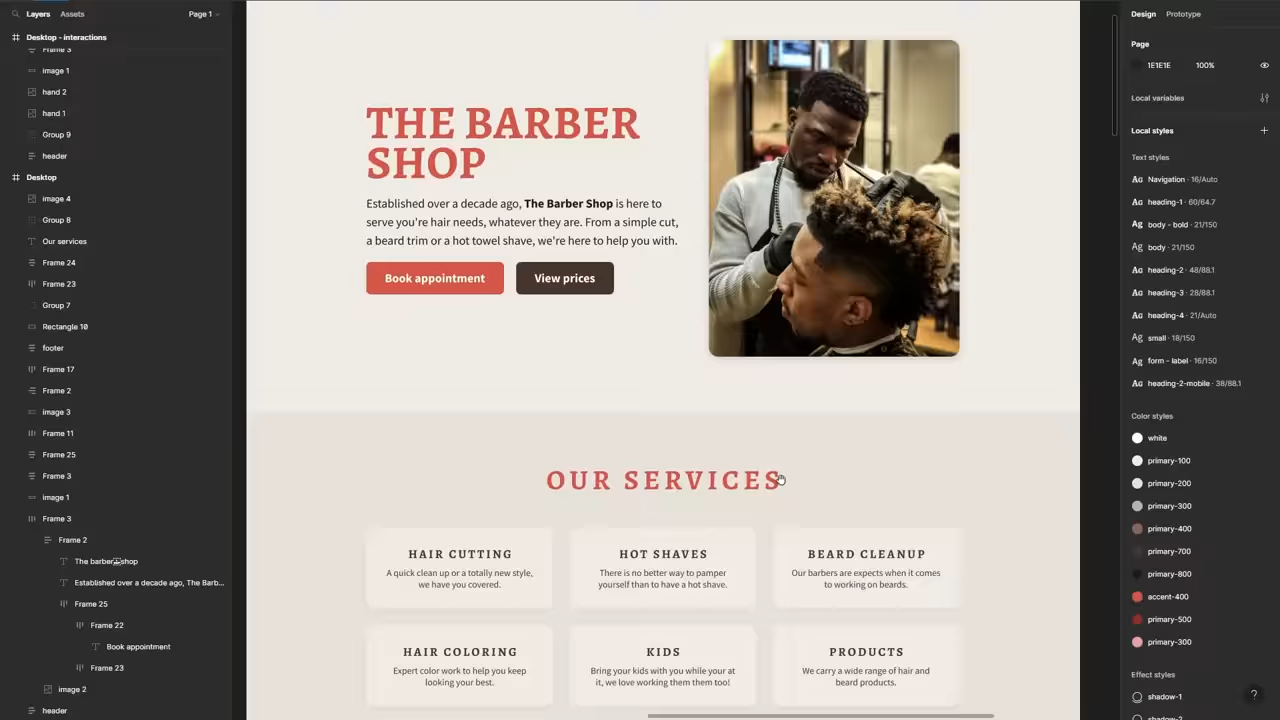 Layers
Assets
Page 1
Desktop - interactions
Frame 3
image 1
hand 2
hand 1
Group 9
header
Desktop
image 4
Group 8
Our services
Frame 24
Frame 23
Group 7
Rectangle 10
footer
Frame 17
Frame 2
image 3
Frame 11
Frame 25
Frame 3
image 1
Frame 3
Frame 2
The barber shop
Established over a decade ago, The Barb...
Frame 25
Frame 22
Book appointment
Frame 23
image 2
header
THE BARBER
SHOP
Established over a decade ago, The Barber Shop is here to
serve you're hair needs, whatever they are. From a simple cut,
a beard trim or a hot towel shave, we're here to help you with.
Book appointment
View prices
OUR SERVICES
HAIR CUTTING
A quick clean up or a totally new style,
we have you covered.
HOT SHAVES
There is no better way to pamper
yourself than to have a hot shave.
BEARD CLEANUP
Our barbers are expects when it comes
to working on beards.
HAIR COLORING
Expert color work to help you keep
looking your best.
KIDS
Bring your kids with you while your at
it, we love working them them too!
PRODUCTS
We carry a wide range of hair and
beard products.
Design
Prototype
Page
1E1E1E
100%
Local variables
Local styles
Text styles
Ag Navigation · 16/Auto
Ag heading-1 · 60/64.7
Ag body - bold · 21/150
Ag body · 21/150
Ag heading-2 · 48/88.1
Ag heading-3 · 28/88.1
Ag heading-4 · 21/Auto
Ag small · 18/150
Ag form - label · 16/150
Ag heading-2-mobile · 38/88.1
Color styles
white
primary-100
primary-200
primary-300
primary-400
primary-700
primary-800
accent-400
primary-500
primary-300
Effect styles
shadow-1
shadow-2
?